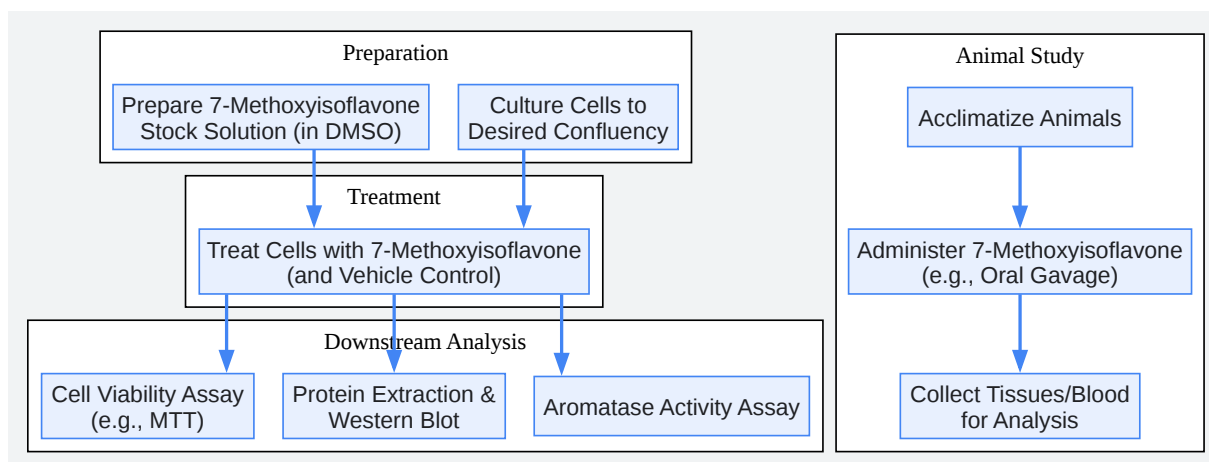 Preparation
Prepare 7-Methoxyisoflavone
Stock Solution (in DMSO)
Culture Cells to
Desired Confluency
Treatment
Treat Cells with 7-Methoxyisoflavone
(and Vehicle Control)
Downstream Analysis
Cell Viability Assay
(e.g., MTT)
Protein Extraction &
Western Blot
Aromatase Activity Assay
Animal Study
Acclimatize Animals
Administer 7-Methoxyisoflavone
(e.g., Oral Gavage)
Collect Tissues/Blood
for Analysis